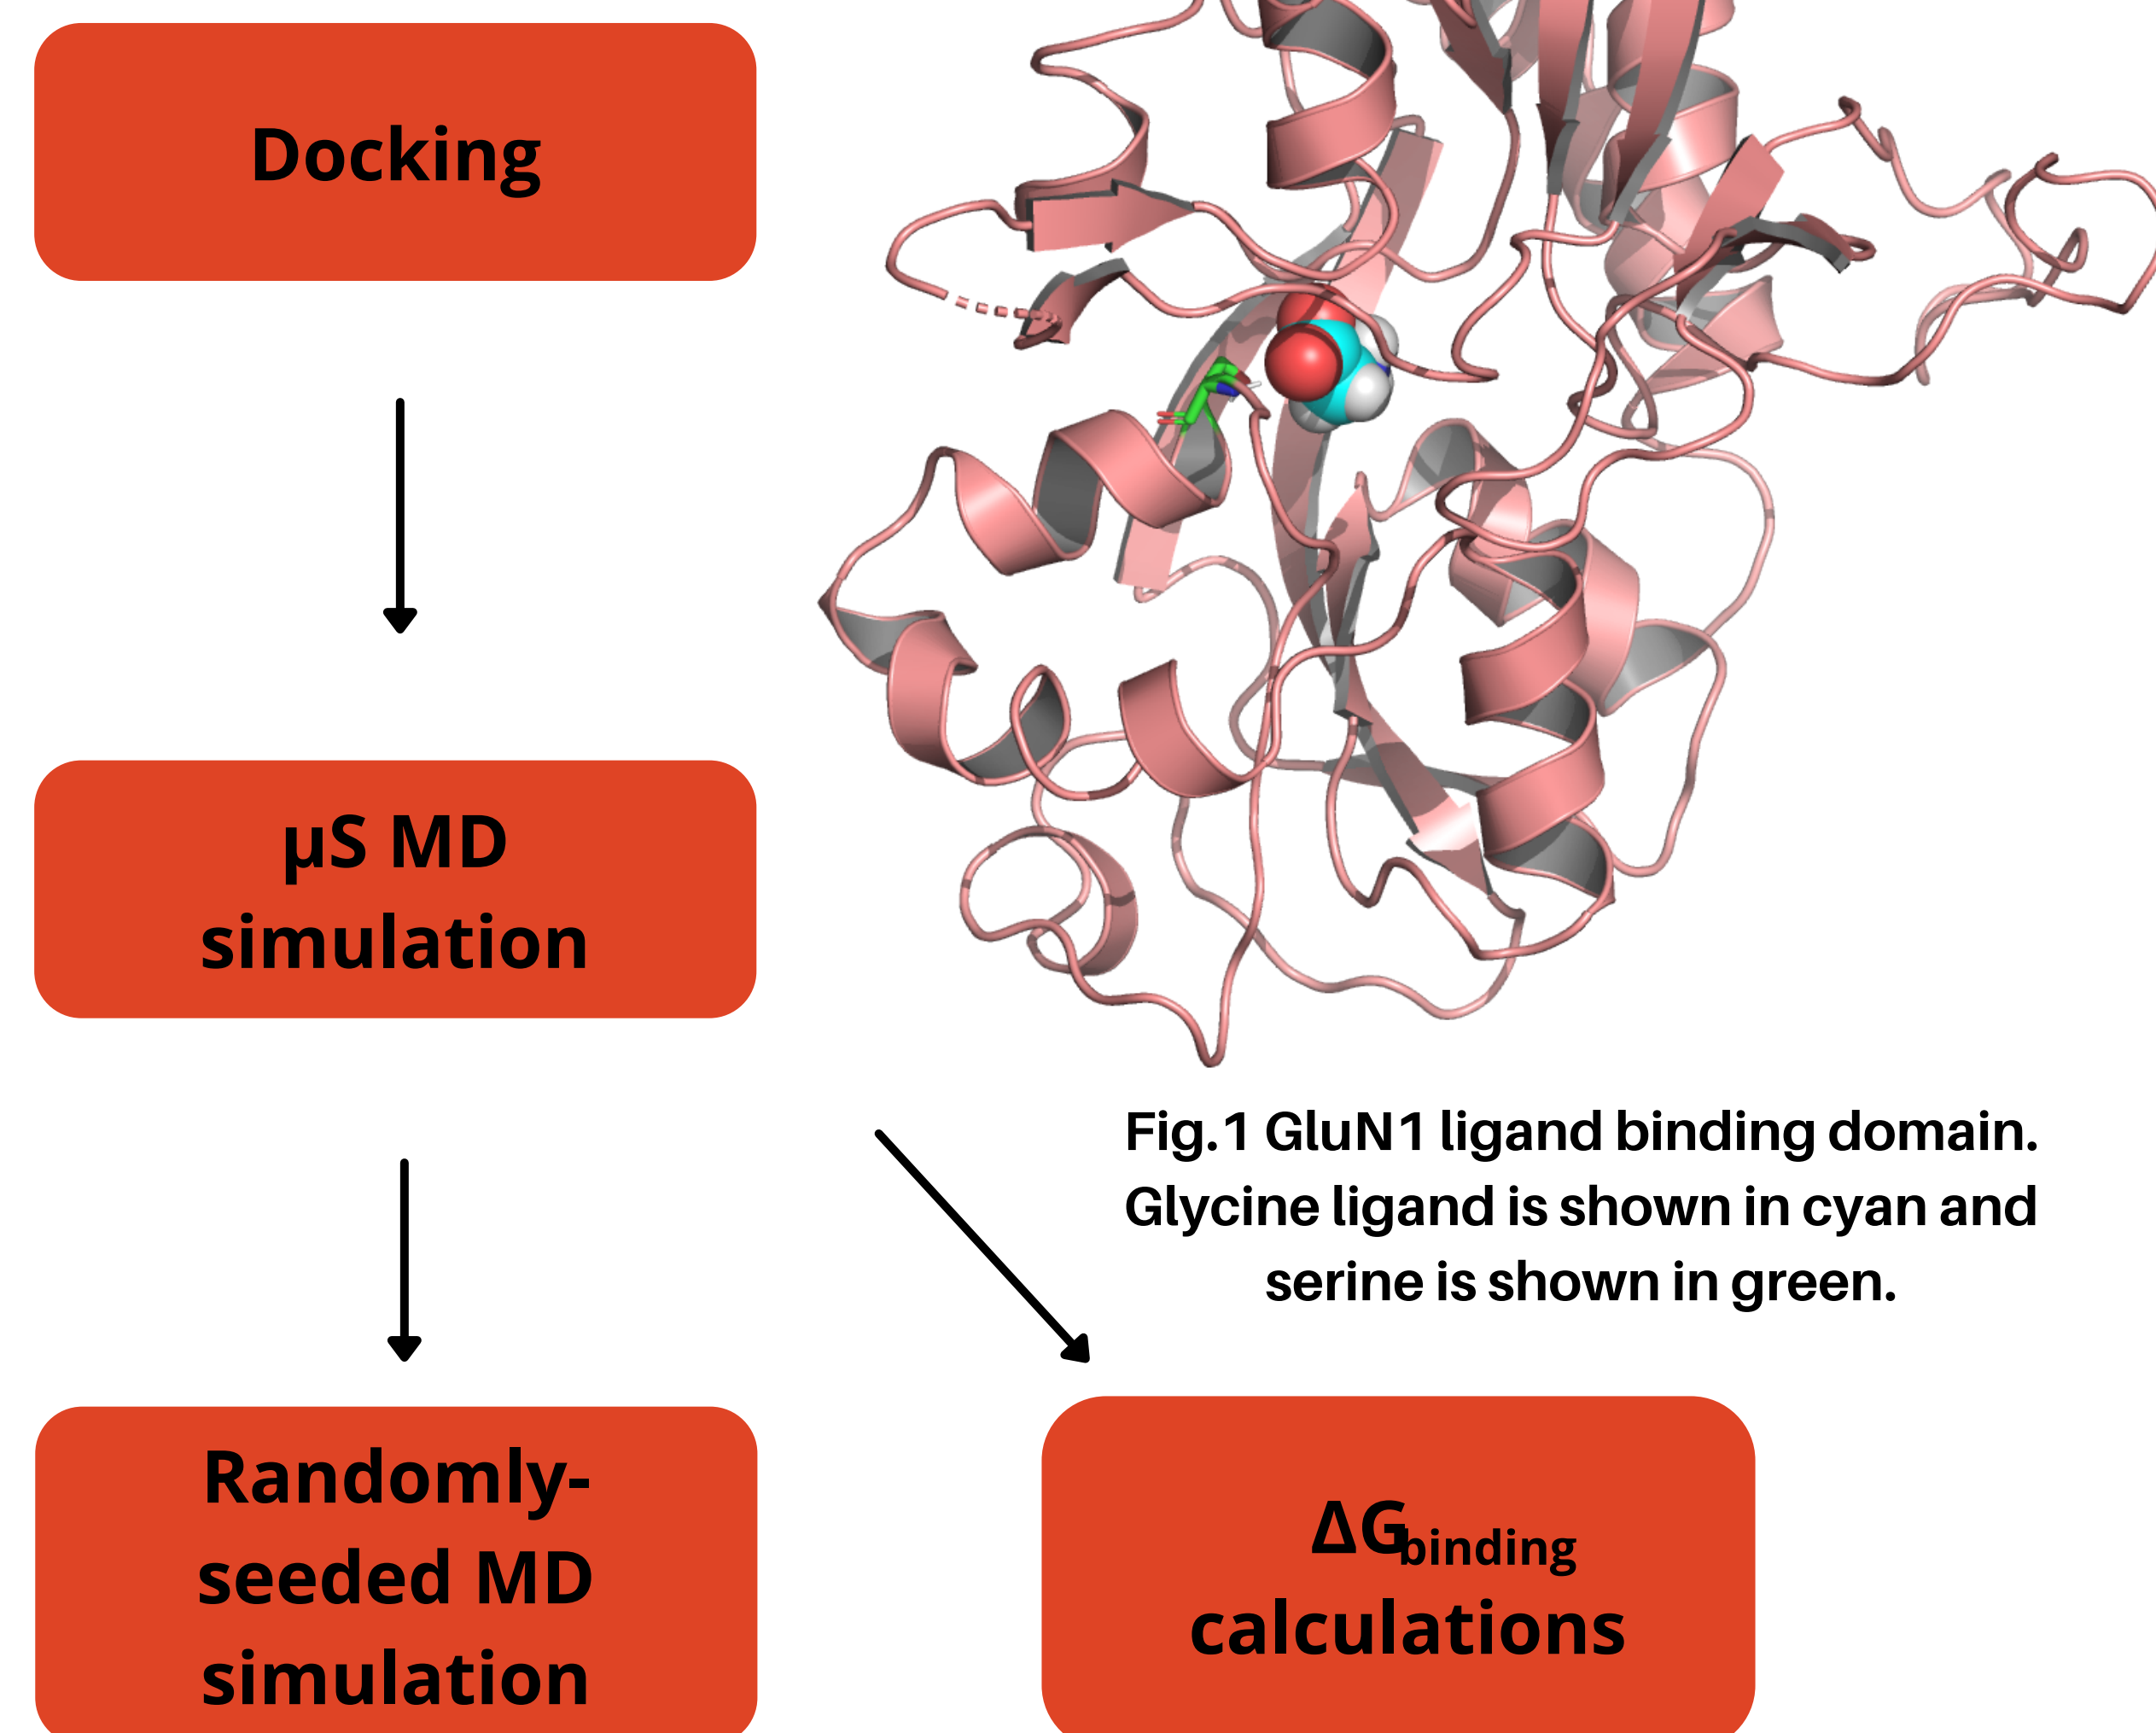 Docking
µS MD
simulation
Fig.1 GluN1 ligand binding domain.
Glycine ligand is shown in cyan and
serine is shown in green.
Randomly-
seeded MD
simulation
ΔGbinding
calculations